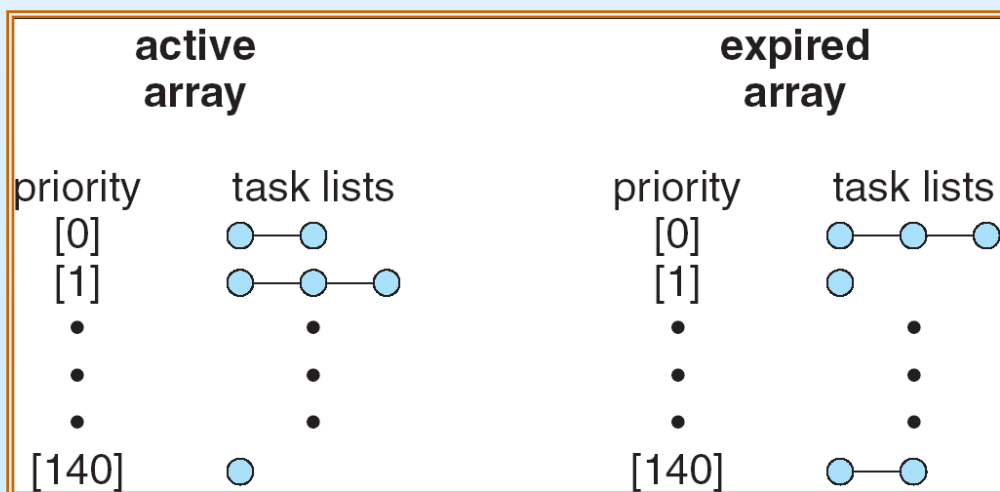 active
array
expired
array
priority task lists priority task lists
[0] [0]
[1] [1]
[140] [140]